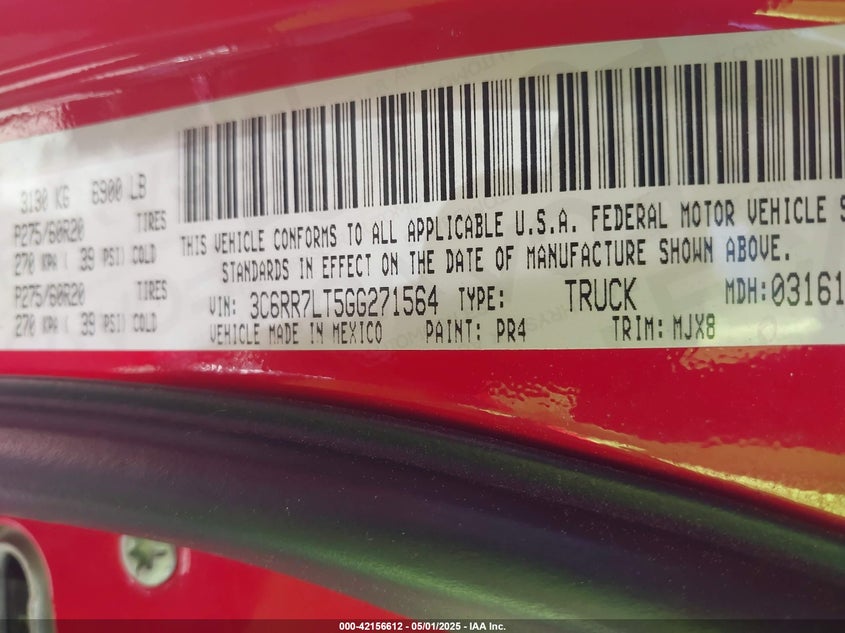 3130 KG 6900 LB
P275/60R20 TIRES
270 KPA ( 39 PSI) COLD
P275/60R20 TIRES
270 KPA ( 39 PSI) COLD
THIS VEHICLE CONFORMS TO ALL APPLICABLE U.S.A. FEDERAL MOTOR VEHICLE S
STANDARDS IN EFFECT ON THE DATE OF MANUFACTURE SHOWN ABOVE.
VIN: 3C6RR7LT5GG271564 TYPE: TRUCK MDH:03161
VEHICLE MADE IN MEXICO PAINT: PR4 TRIM: MJX8
000-42156612 - 05/01/2025 - IAA Inc.